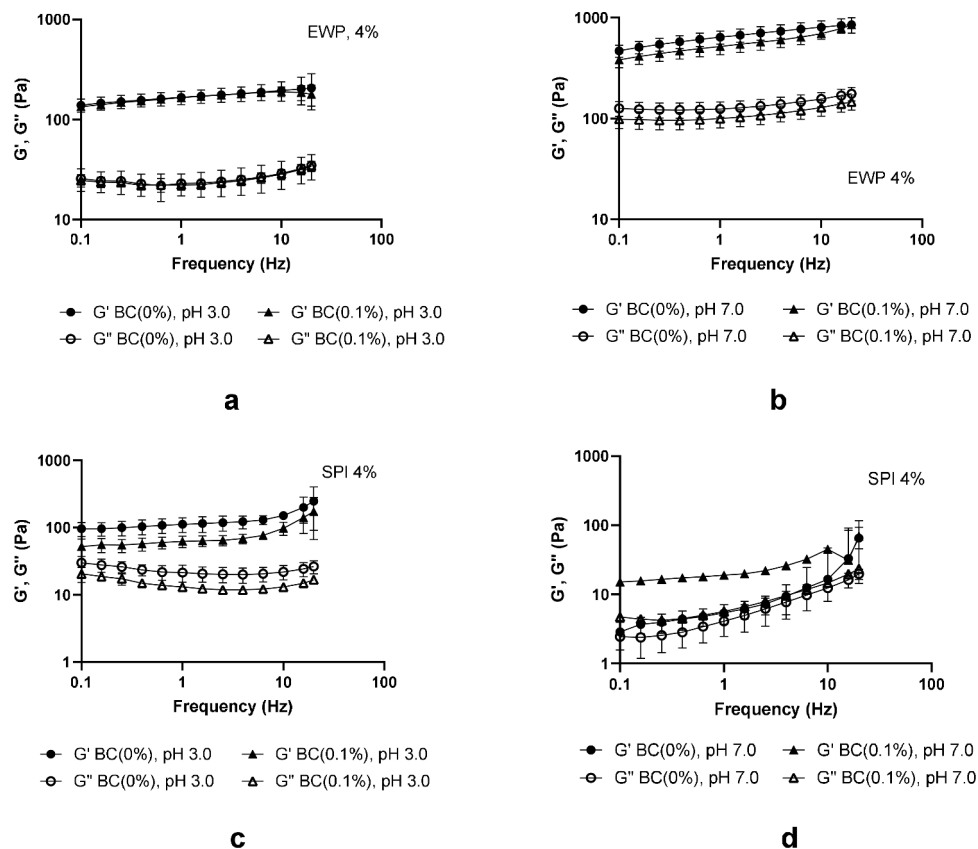 1000
EWP, 4%
100
10
G', G'' (Pa)
0.1 1 10 100
Frequency (Hz)
G' BC(0%), pH 3.0 G' BC(0.1%), pH 3.0
G'' BC(0%), pH 3.0 G'' BC(0.1%), pH 3.0
a
1000
100
EWP 4%
10
G', G'' (Pa)
0.1 1 10 100
Frequency (Hz)
G' BC(0%), pH 7.0 G' BC(0.1%), pH 7.0
G'' BC(0%), pH 7.0 G'' BC(0.1%), pH 7.0
b
1000
SPI 4%
100
10
1
G', G'' (Pa)
0.1 1 10 100
Frequency (Hz)
G' BC(0%), pH 3.0 G' BC(0.1%), pH 3.0
G'' BC(0%), pH 3.0 G'' BC(0.1%), pH 3.0
c
1000
SPI 4%
100
10
1
G', G'' (Pa)
0.1 1 10 100
Frequency (Hz)
G' BC(0%), pH 7.0 G' BC(0.1%), pH 7.0
G'' BC(0%), pH 7.0 G'' BC(0.1%), pH 7.0
d